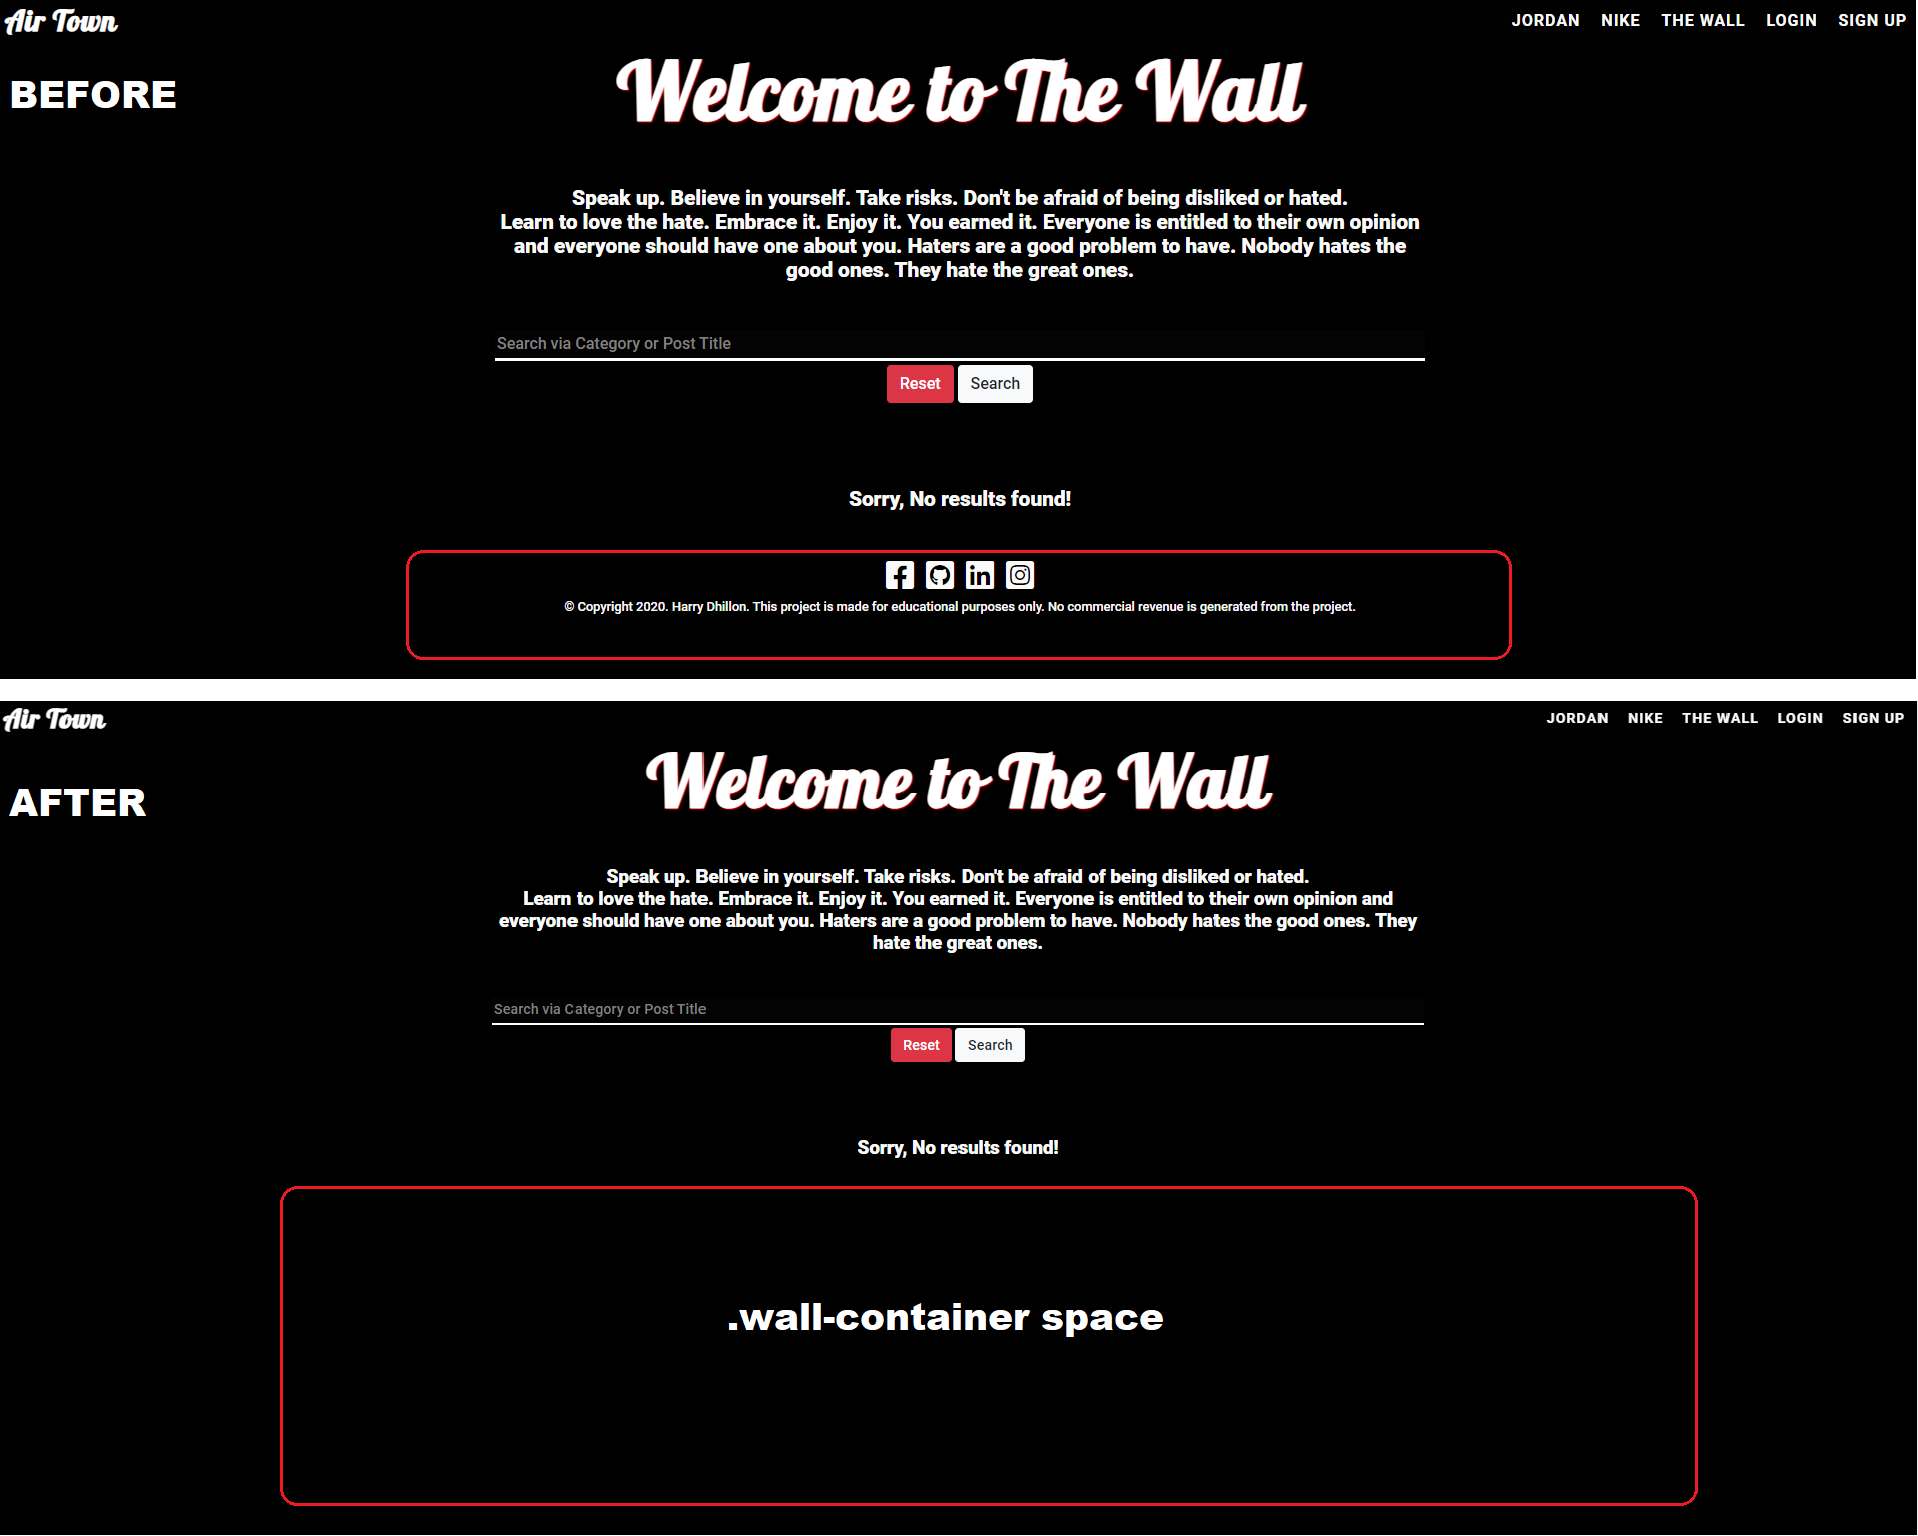 Air Town
JORDAN NIKE THE WALL LOGIN SIGN UP
BEFORE
Welcome to The Wall
Speak up. Believe in yourself. Take risks. Don't be afraid of being disliked or hated.
Learn to love the hate. Embrace it. Enjoy it. You earned it. Everyone is entitled to their own opinion
and everyone should have one about you. Haters are a good problem to have. Nobody hates the
good ones. They hate the great ones.
Search via Category or Post Title
Reset Search
Sorry, No results found!
© Copyright 2020. Harry Dhillon. This project is made for educational purposes only. No commercial revenue is generated from the project.
Air Town
JORDAN NIKE THE WALL LOGIN SIGN UP
AFTER
Welcome to The Wall
Speak up. Believe in yourself. Take risks. Don't be afraid of being disliked or hated.
Learn to love the hate. Embrace it. Enjoy it. You earned it. Everyone is entitled to their own opinion and
everyone should have one about you. Haters are a good problem to have. Nobody hates the good ones. They
hate the great ones.
Search via Category or Post Title
Reset Search
Sorry, No results found!
.wall-container space